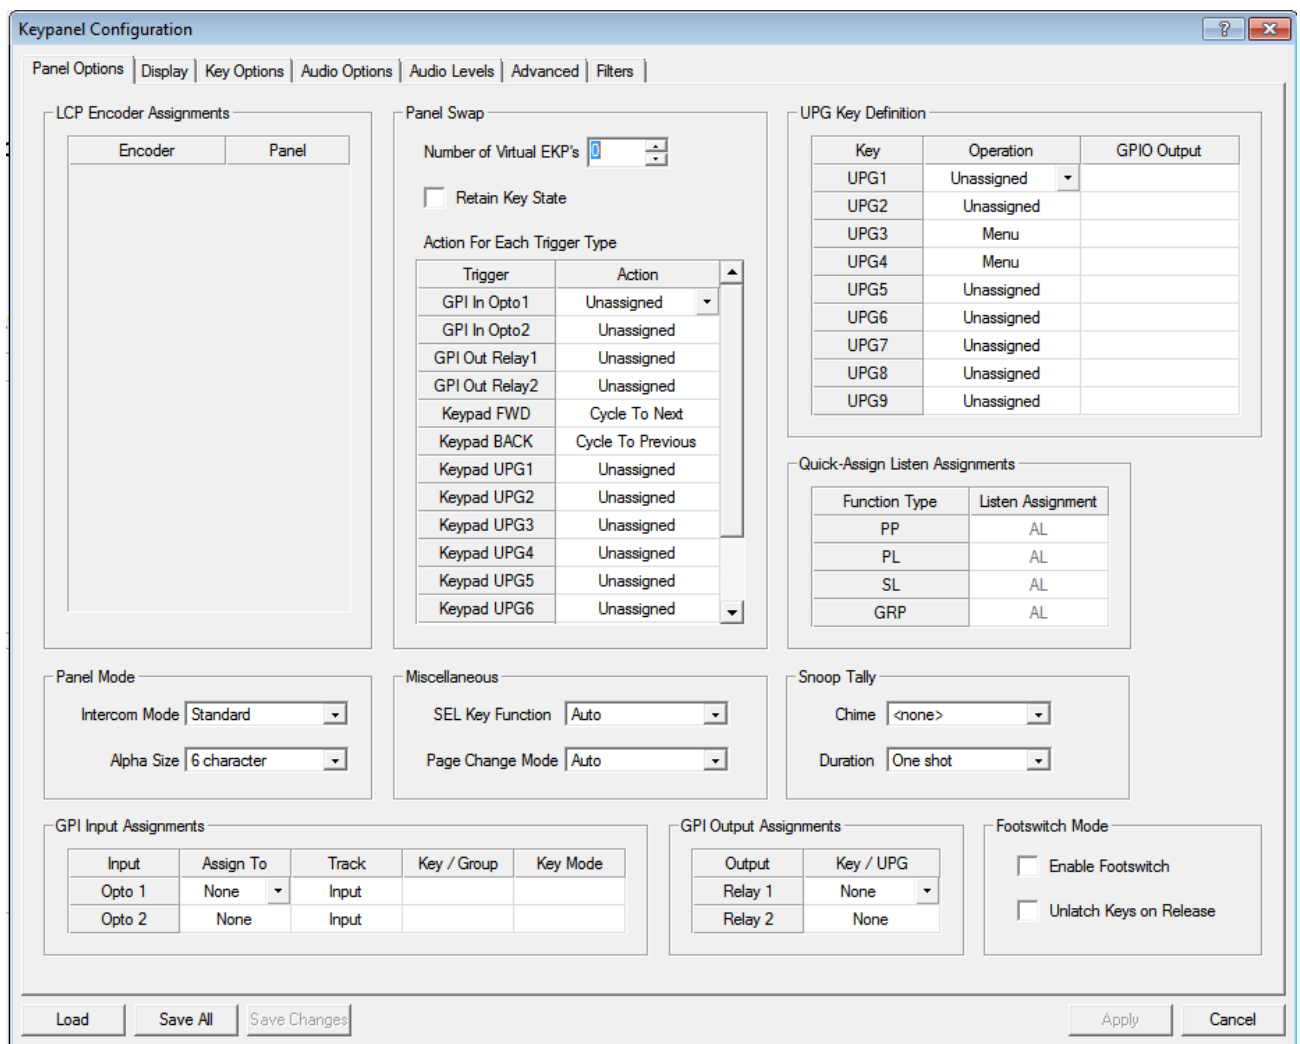 Keypanel Configuration
Panel Options Display Key Options Audio Options Audio Levels Advanced Filters
LCP Encoder Assignments
Encoder Panel
Panel Swap
Number of Virtual EKP's 0
Retain Key State
Action For Each Trigger Type
Trigger Action
GPI In Opto1 Unassigned
GPI In Opto2 Unassigned
GPI Out Relay1 Unassigned
GPI Out Relay2 Unassigned
Keypad FWD Cycle To Next
Keypad BACK Cycle To Previous
Keypad UPG1 Unassigned
Keypad UPG2 Unassigned
Keypad UPG3 Unassigned
Keypad UPG4 Unassigned
Keypad UPG5 Unassigned
Keypad UPG6 Unassigned
UPG Key Definition
Key Operation GPIO Output
UPG1 Unassigned
UPG2 Unassigned
UPG3 Menu
UPG4 Menu
UPG5 Unassigned
UPG6 Unassigned
UPG7 Unassigned
UPG8 Unassigned
UPG9 Unassigned
Quick-Assign Listen Assignments
Function Type Listen Assignment
PP AL
PL AL
SL AL
GRP AL
Panel Mode
Intercom Mode Standard
Alpha Size 6 character
Miscellaneous
SEL Key Function Auto
Page Change Mode Auto
Snoop Tally
Chime <none>
Duration One shot
GPI Input Assignments
Input Assign To Track Key / Group Key Mode
Opto 1 None Input
Opto 2 None Input
GPI Output Assignments
Output Key / UPG
Relay 1 None
Relay 2 None
Footswitch Mode
Enable Footswitch
Unlatch Keys on Release
Load Save All Save Changes Apply Cancel